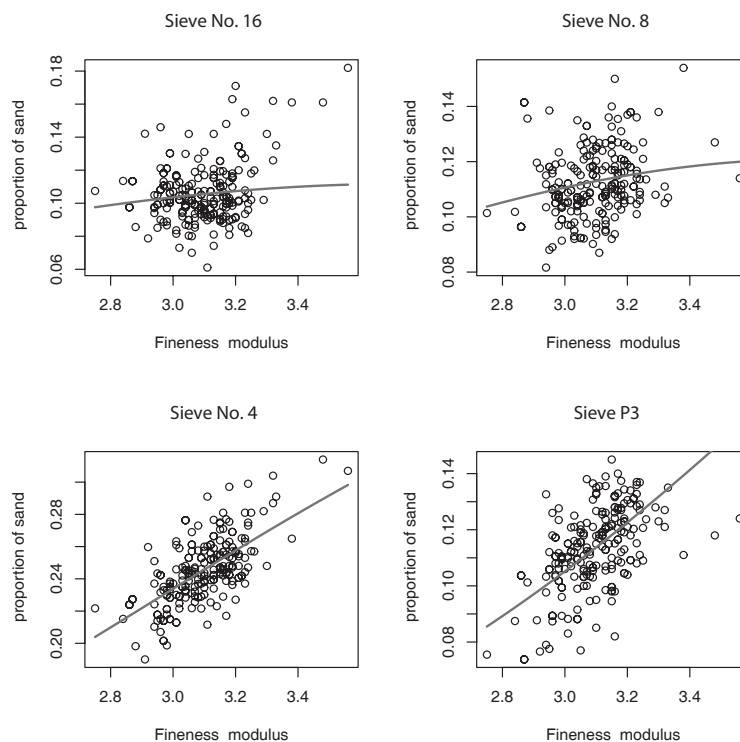 Sieve No. 16
proportion of sand
0.06 0.10 0.14 0.18
2.8 3.0 3.2 3.4
Fineness modulus
Sieve No. 8
proportion of sand
0.08 0.10 0.12 0.14
2.8 3.0 3.2 3.4
Fineness modulus
Sieve No. 4
proportion of sand
0.20 0.24 0.28
2.8 3.0 3.2 3.4
Fineness modulus
Sieve P3
proportion of sand
0.08 0.10 0.12 0.14
2.8 3.0 3.2 3.4
Fineness modulus